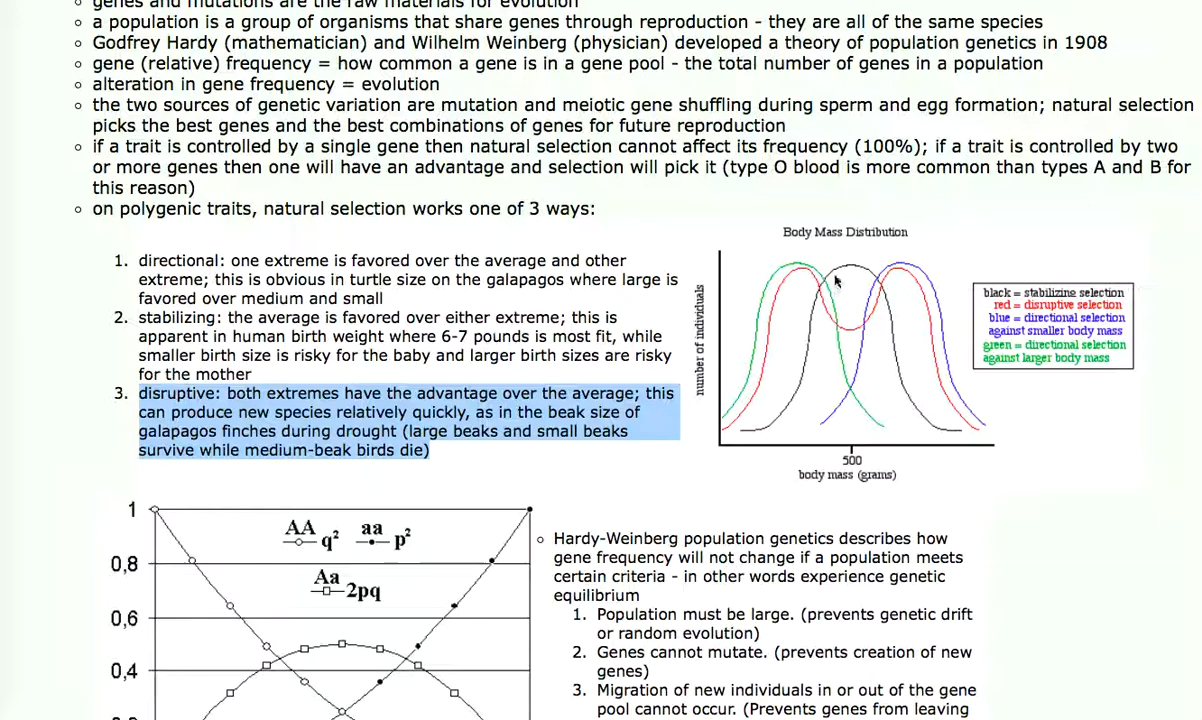 genes and mutations are the raw materials for evolution
a population is a group of organisms that share genes through reproduction - they are all of the same species
Godfrey Hardy (mathematician) and Wilhelm Weinberg (physician) developed a theory of population genetics in 1908
gene (relative) frequency = how common a gene is in a gene pool - the total number of genes in a population
alteration in gene frequency = evolution
the two sources of genetic variation are mutation and meiotic gene shuffling during sperm and egg formation; natural selection
picks the best genes and the best combinations of genes for future reproduction
if a trait is controlled by a single gene then natural selection cannot affect its frequency (100%); if a trait is controlled by two
or more genes then one will have an advantage and selection will pick it (type O blood is more common than types A and B for
this reason)
on polygenic traits, natural selection works one of 3 ways:
1. directional: one extreme is favored over the average and other
extreme; this is obvious in turtle size on the galapagos where large is
favored over medium and small
2. stabilizing: the average is favored over either extreme; this is
apparent in human birth weight where 6-7 pounds is most fit, while
smaller birth size is risky for the baby and larger birth sizes are risky
for the mother
3. disruptive: both extremes have the advantage over the average; this
can produce new species relatively quickly, as in the beak size of
galapagos finches during drought (large beaks and small beaks
survive while medium-beak birds die)
Body Mass Distribution
number of individuals
500
body mass (grams)
black = stabilizing selection
red = disruptive selection
blue = directional selection
against smaller body mass
green = directional selection
against larger body mass
1
0,8
0,6
0,4
AA q² aa p²
Aa 2pq
Hardy-Weinberg population genetics describes how
gene frequency will not change if a population meets
certain criteria - in other words experience genetic
equilibrium
1. Population must be large. (prevents genetic drift
or random evolution)
2. Genes cannot mutate. (prevents creation of new
genes)
3. Migration of new individuals in or out of the gene
pool cannot occur. (Prevents genes from leaving